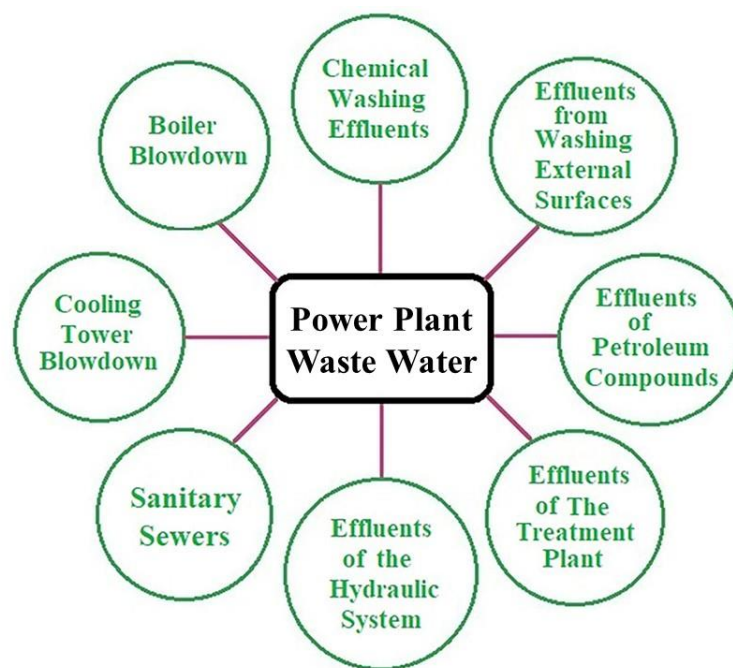 Power Plant
Waste Water
Chemical
Washing
Effluents
Effluents
from
Washing
External
Surfaces
Effluents
of
Petroleum
Compounds
Effluents
of The
Treatment
Plant
Effluents
of the
Hydraulic
System
Sanitary
Sewers
Cooling
Tower
Blowdown
Boiler
Blowdown